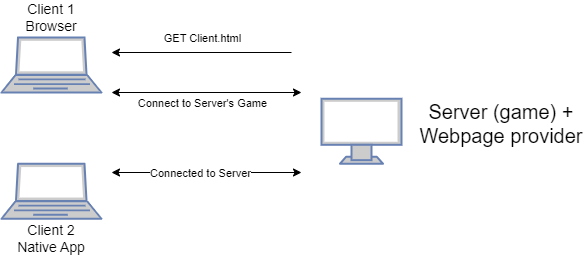 Client 1
Browser
GET Client.html
Connect to Server's Game
Server (game) +
Webpage provider
Connected to Server
Client 2
Native App